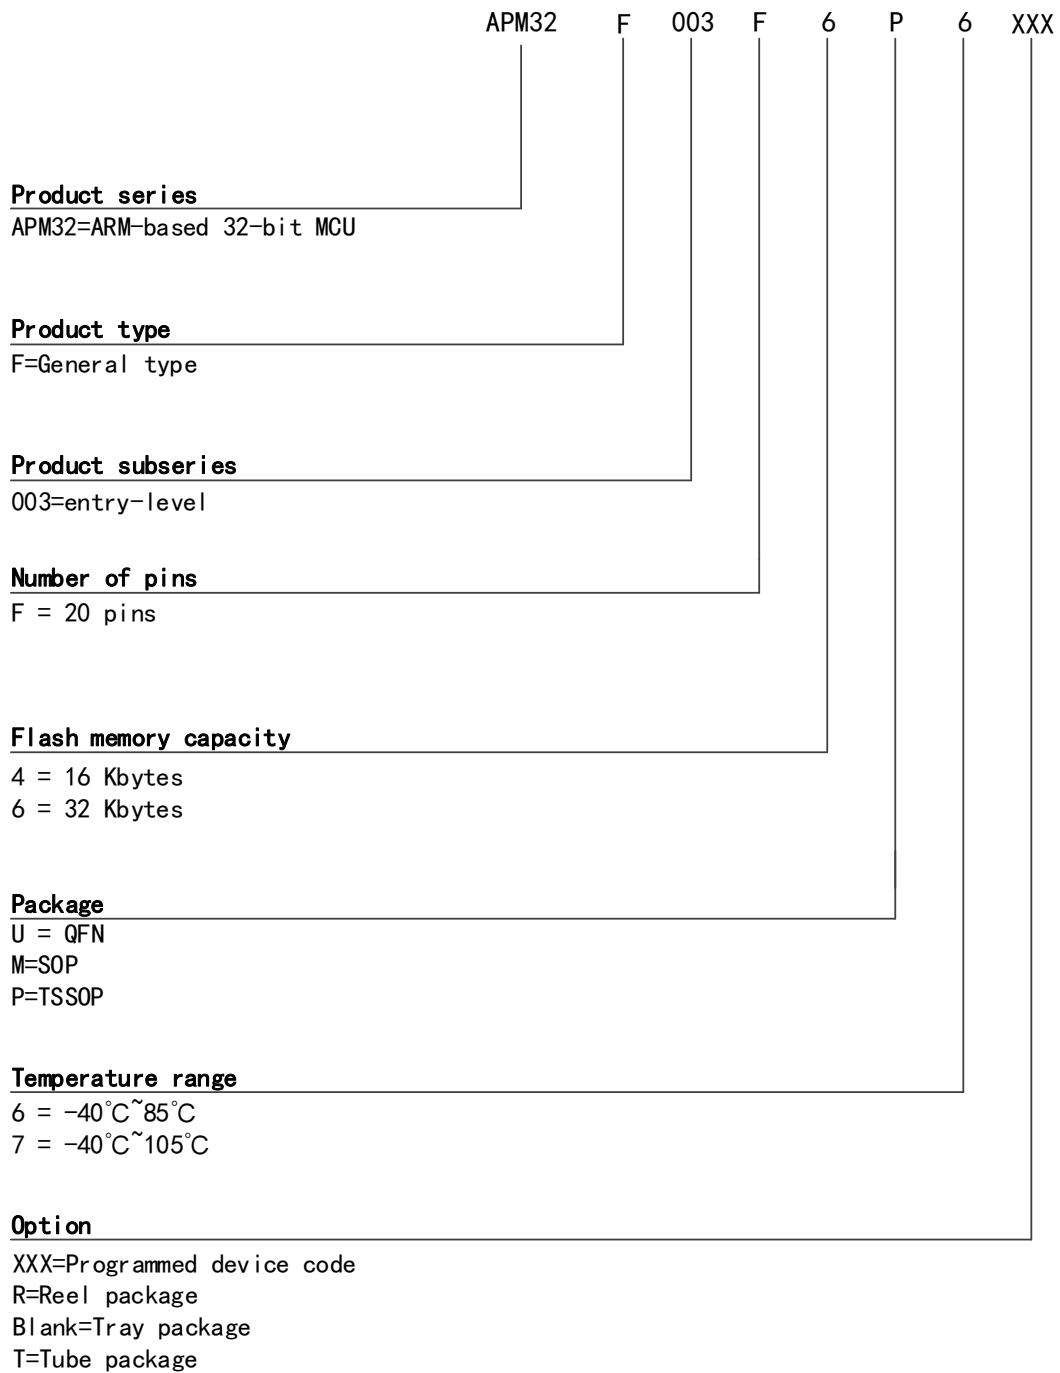 APM32 F 003 F 6 P 6 XXX
Product series
APM32=ARM-based 32-bit MCU
Product type
F=General type
Product subseries
003=entry-level
Number of pins
F = 20 pins
Flash memory capacity
4 = 16 Kbytes
6 = 32 Kbytes
Package
U = QFN
M=SOP
P=TSSOP
Temperature range
6 = -40℃~85℃
7 = -40℃~105℃
Option
XXX=Programmed device code
R=Reel package
Blank=Tray package
T=Tube package